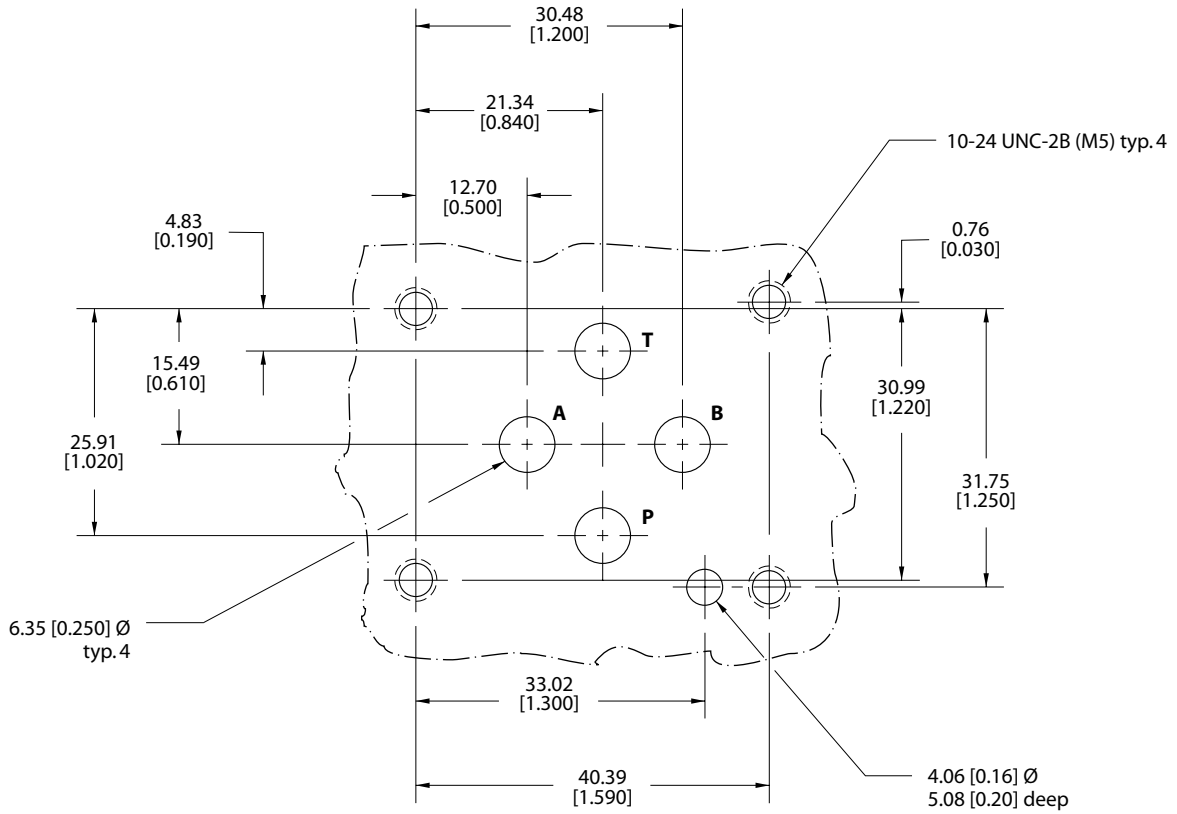 30.48
[1.200]
21.34
[0.840]
10-24 UNC-2B (M5) typ. 4
12.70
[0.500]
4.83
[0.190]
0.76
[0.030]
T
15.49
[0.610]
30.99
[1.220]
A
B
25.91
[1.020]
31.75
[1.250]
P
6.35 [0.250] Ø
typ. 4
33.02
[1.300]
40.39
[1.590]
4.06 [0.16] Ø
5.08 [0.20] deep